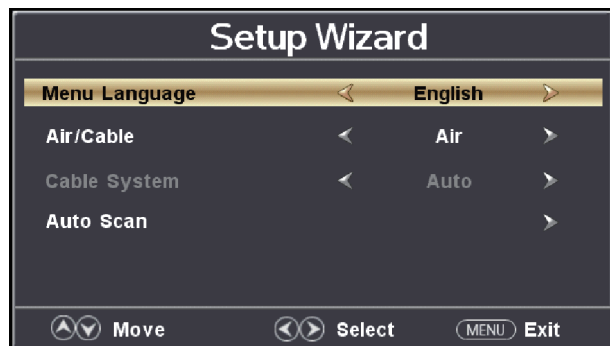 Setup Wizard
Menu Language English
Air/Cable Air
Cable System Auto
Auto Scan
Move Select MENU Exit